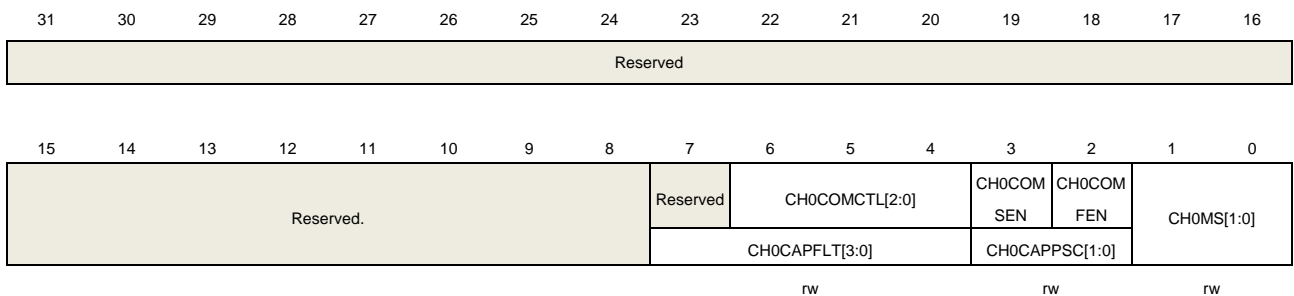 31 30 29 28 27 26 25 24 23 22 21 20 19 18 17 16
Reserved
15 14 13 12 11 10 9 8 7 6 5 4 3 2 1 0
Reserved. Reserved CH0COMCTL[2:0] CH0COM SEN CH0COM FEN CH0MS[1:0]
CH0CAPFLT[3:0] CH0CAPPSC[1:0]
rw rw rw